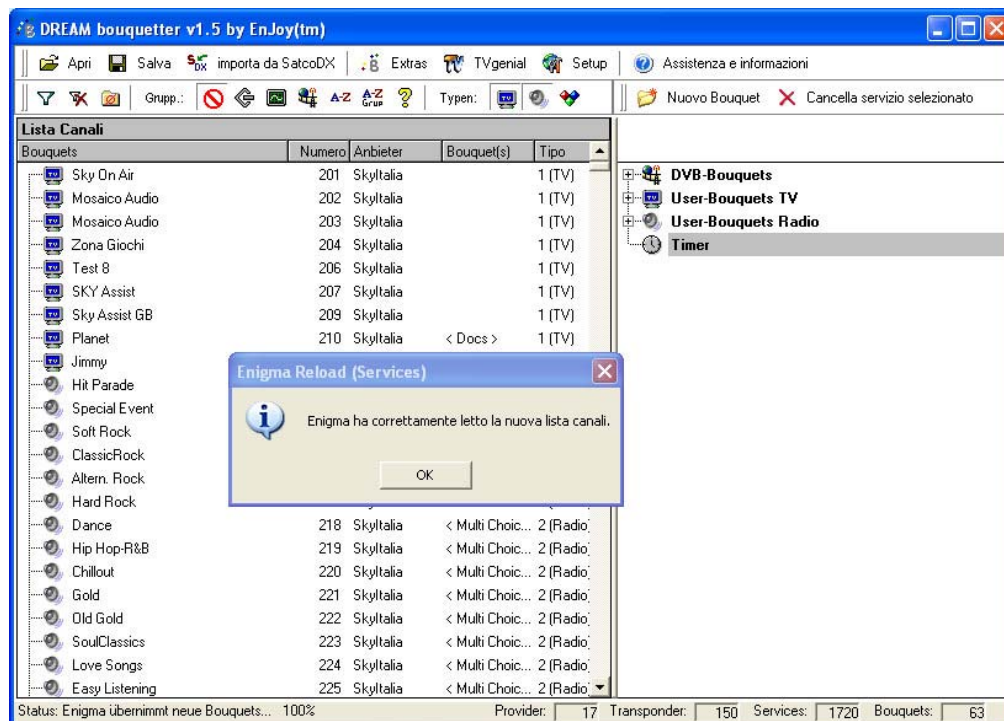 DREAM bouquetter v1.5 by EnJoy(tm)
Apri Salva importa da SatcoDX Extras TVgenial Setup Assistenza e informazioni
Grupp.: A-Z A-Z Grup Typen: Nuovo Bouquet Cancella servizio selezionato
Lista Canali
Bouquets Numero Anbieter Bouquet(s) Tipo
Sky On Air 201 SkyItalia 1 (TV)
DVB-Bouquets
Mosaico Audio 202 SkyItalia 1 (TV)
User-Bouquets TV
Mosaico Audio 203 SkyItalia 1 (TV)
User-Bouquets Radio
Zona Giochi 204 SkyItalia 1 (TV)
Timer
Test 8 206 SkyItalia 1 (TV)
SKY Assist 207 SkyItalia 1 (TV)
Sky Assist GB 209 SkyItalia 1 (TV)
Planet 210 SkyItalia < Docs > 1 (TV)
Jimmy
Hit Parade
Special Event
Soft Rock
ClassicRock
Altern. Rock
Hard Rock
Enigma Reload (Services)
Enigma ha correttamente letto la nuova lista canali.
OK
Dance 218 SkyItalia < Multi Choic... 2 (Radio)
Hip Hop-R&B 219 SkyItalia < Multi Choic... 2 (Radio)
Chillout 220 SkyItalia < Multi Choic... 2 (Radio)
Gold 221 SkyItalia < Multi Choic... 2 (Radio)
Old Gold 222 SkyItalia < Multi Choic... 2 (Radio)
SoulClassics 223 SkyItalia < Multi Choic... 2 (Radio)
Love Songs 224 SkyItalia < Multi Choic... 2 (Radio)
Easy Listening 225 SkyItalia < Multi Choic... 2 (Radio)
Status: Enigma übernimmt neue Bouquets... 100% Provider: 17 Transponder: 150 Services: 1720 Bouquets: 63